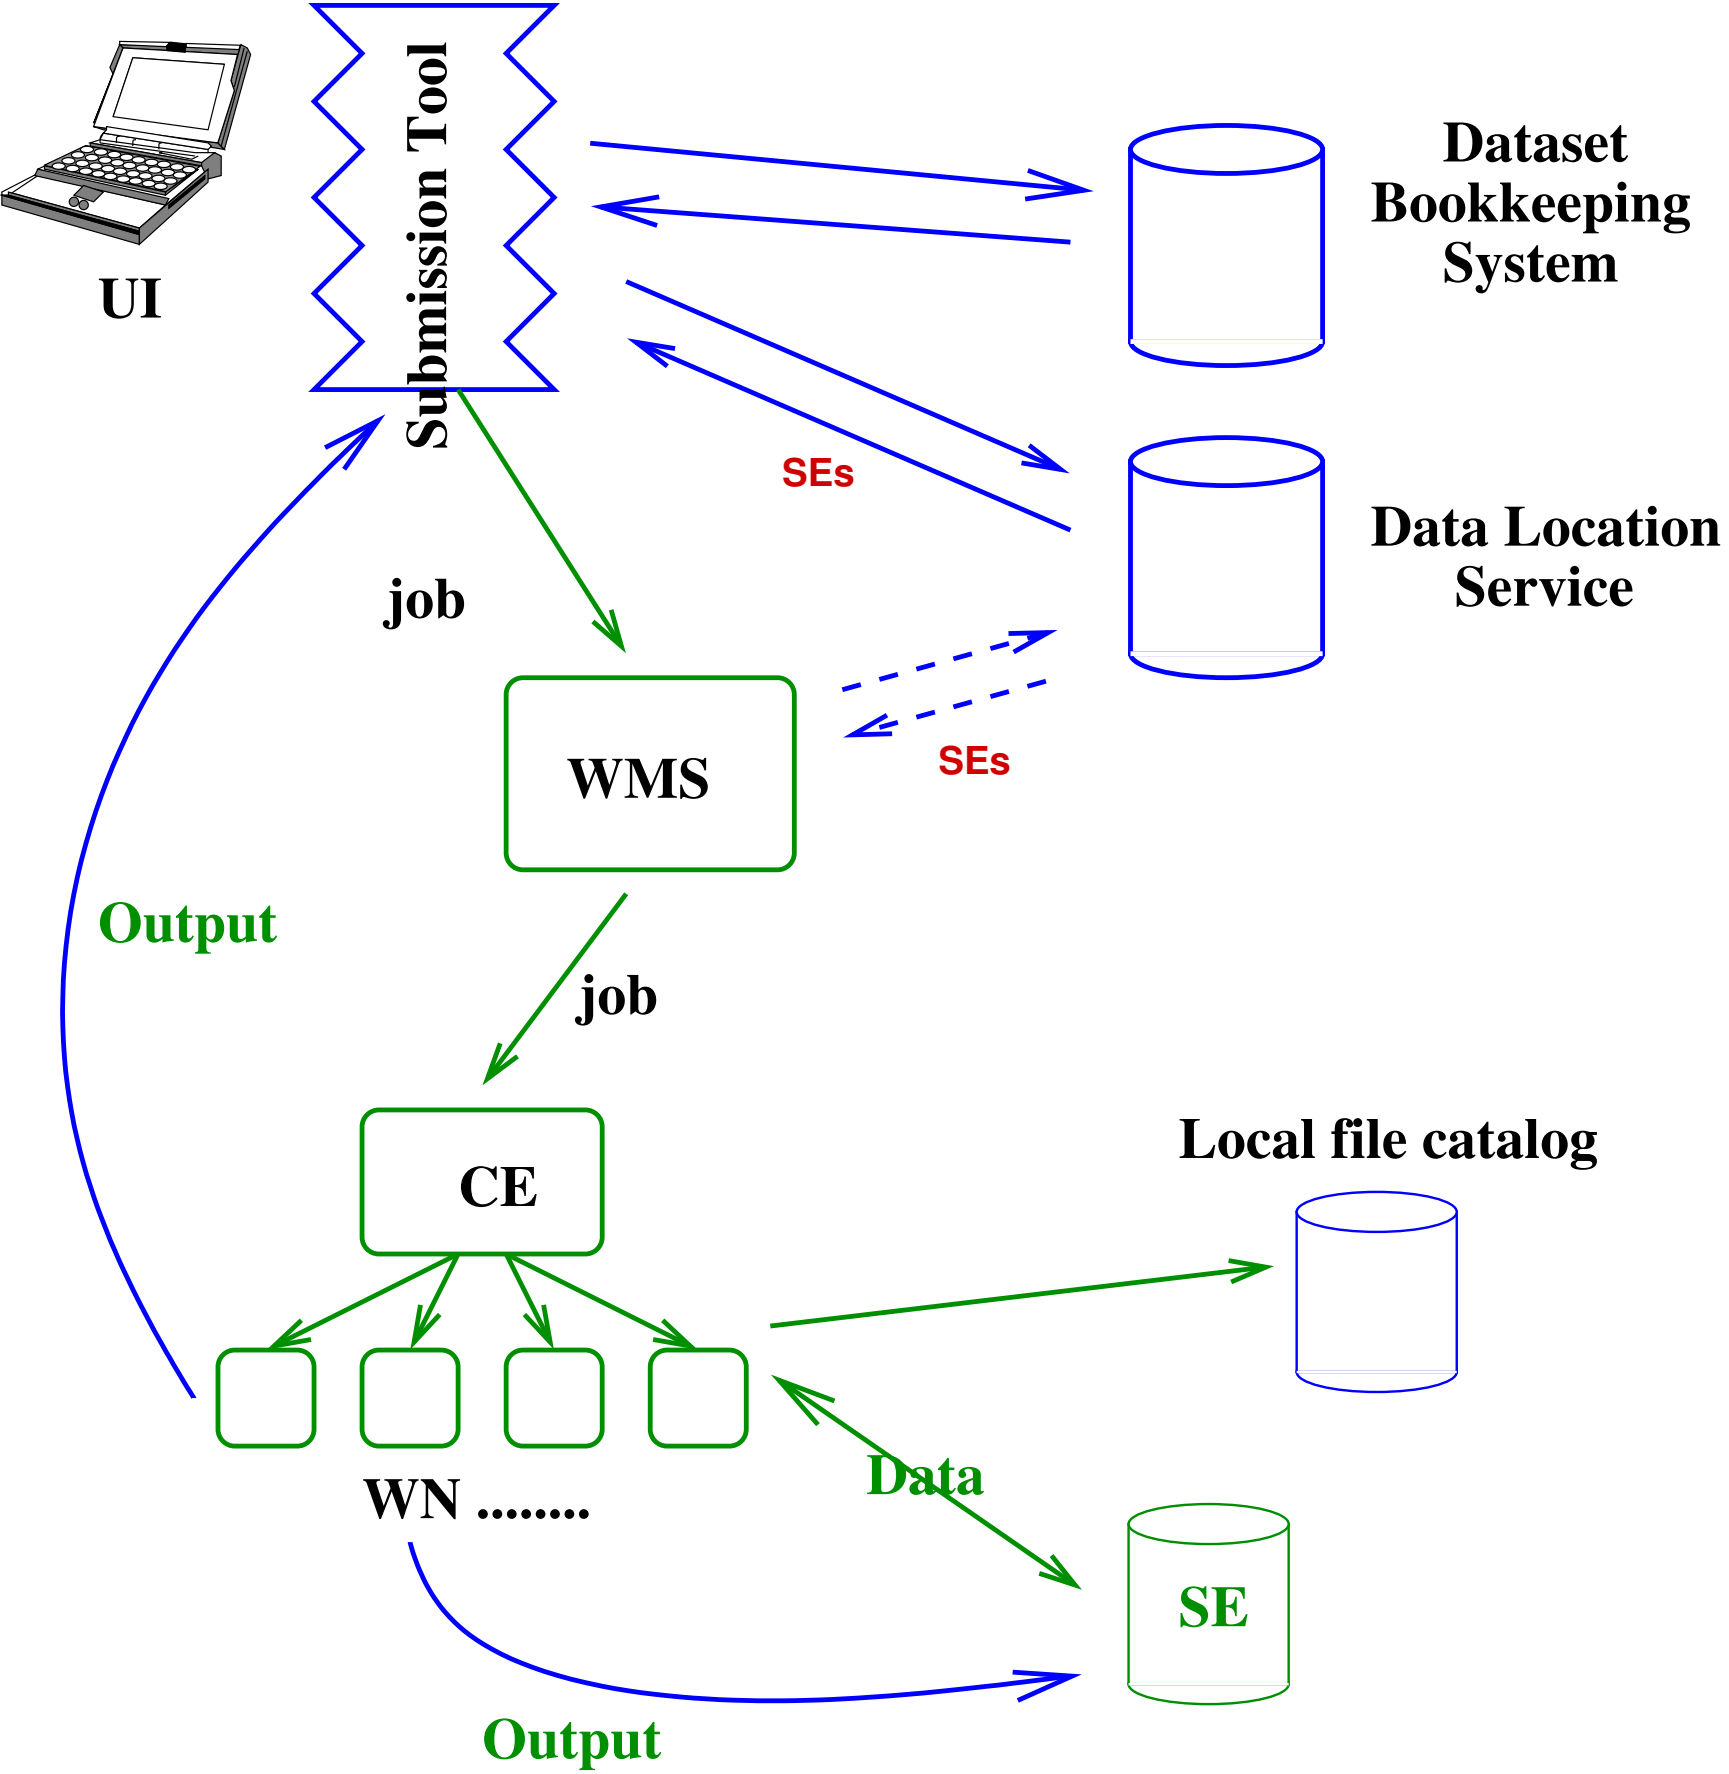 Submission Tool
UI
Dataset
Bookkeeping
System
SEs
Data Location
Service
job
WMS
SEs
Output
job
CE
Local file catalog
Data
WN ........
SE
Output